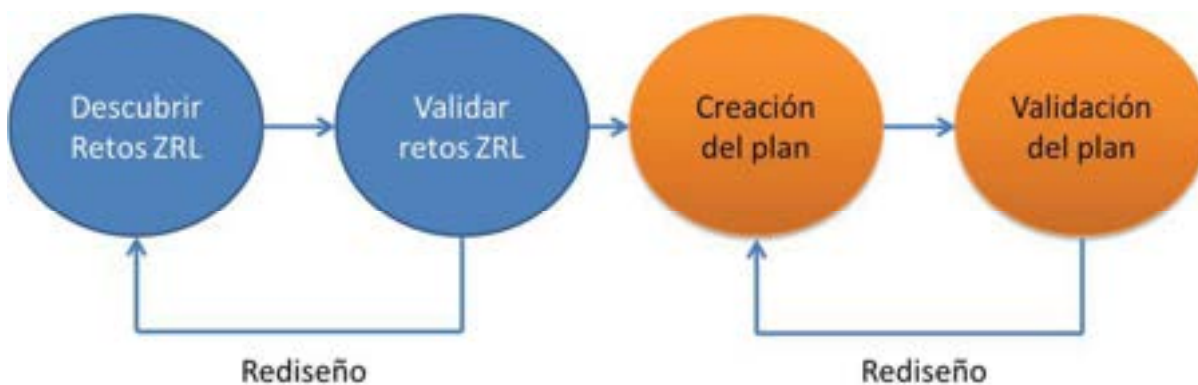 Descubrir
Retos ZRL
Validar
retos ZRL
Creación
del plan
Validación
del plan
Rediseño
Rediseño